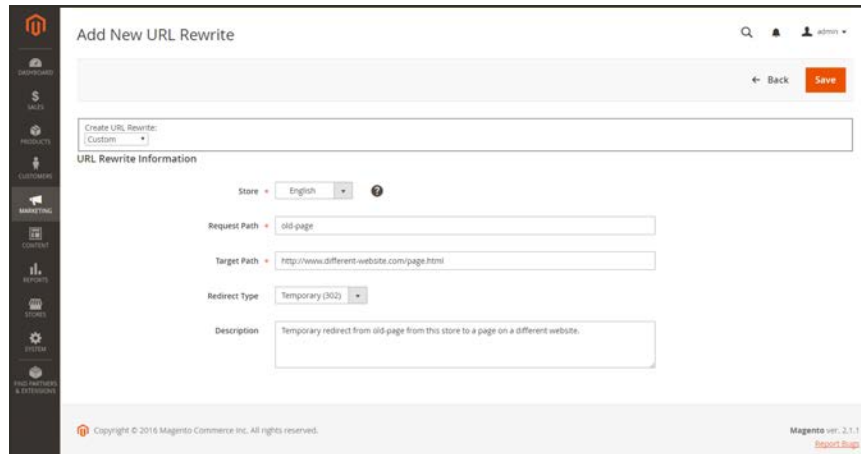 Add New URL Rewrite
admin
DASHBOARD
Back
Save
SALES
Create URL Rewrite:
Custom
PRODUCTS
URL Rewrite Information
CUSTOMERS
Store * English
MARKETING
Request Path * old-page
CONTENT
Target Path * http://www.different-website.com/page.html
REPORTS
Redirect Type Temporary (302)
STORES
Description Temporary redirect from old-page from this store to a page on a different website.
SYSTEM
FIND PARTNERS
& EXTENSIONS
Copyright © 2016 Magento Commerce Inc. All rights reserved.
Magento ver. 2.1.1
Report Bugs